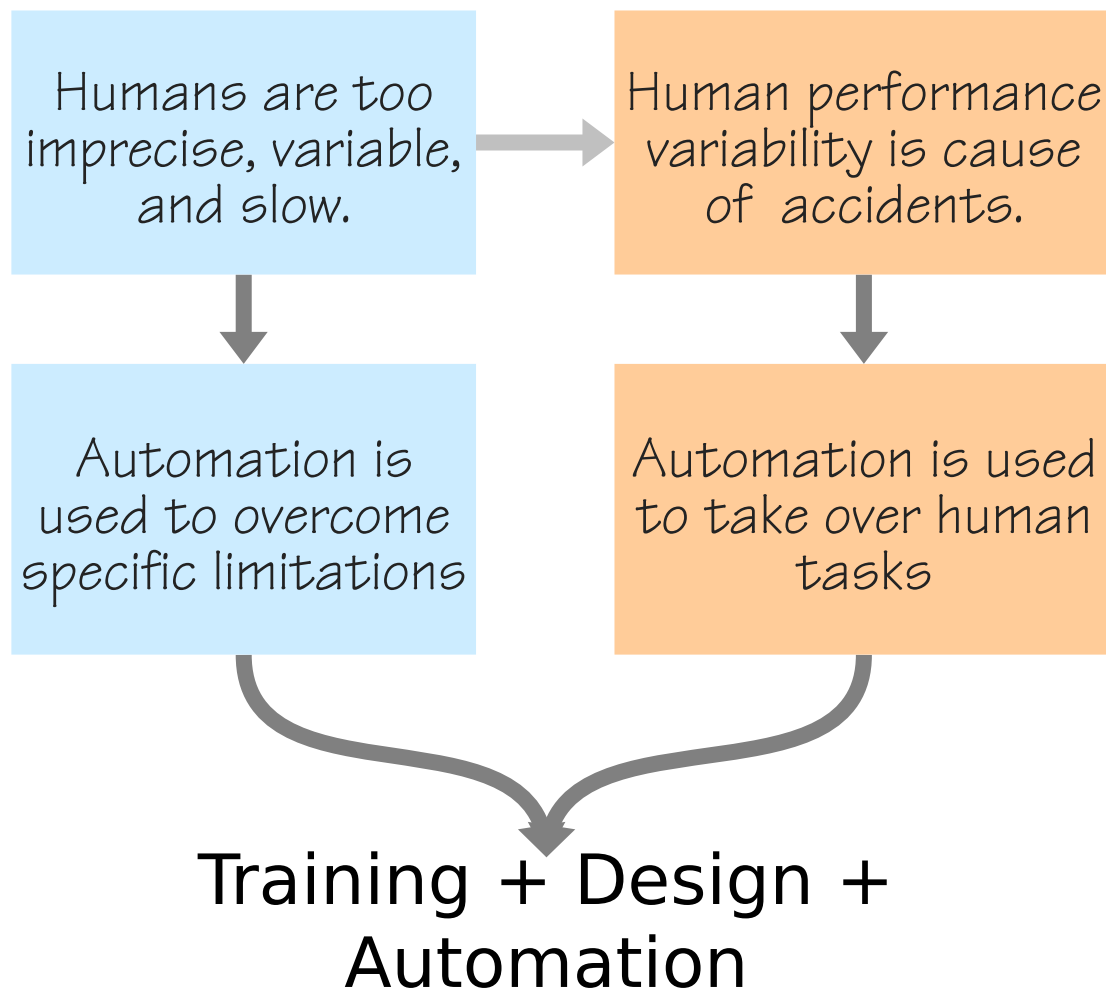 Humans are too
imprecise, variable,
and slow.
Human performance
variability is cause
of accidents.
Automation is
used to overcome
specific limitations
Automation is used
to take over human
tasks
Training + Design +
Automation